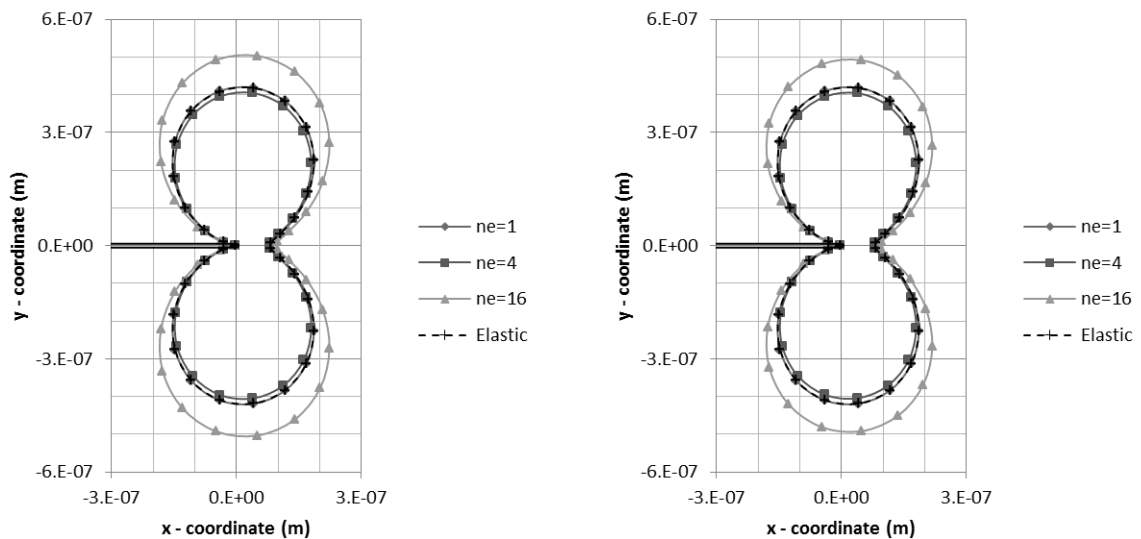 6.E-07
3.E-07
0.E+00
-3.E-07
-6.E-07
-3.E-07 0.E+00 3.E-07
y - coordinate (m)
x - coordinate (m)
ne=1
ne=4
ne=16
Elastic
6.E-07
3.E-07
0.E+00
-3.E-07
-6.E-07
-3.E-07 0.E+00 3.E-07
y - coordinate (m)
x - coordinate (m)
ne=1
ne=4
ne=16
Elastic